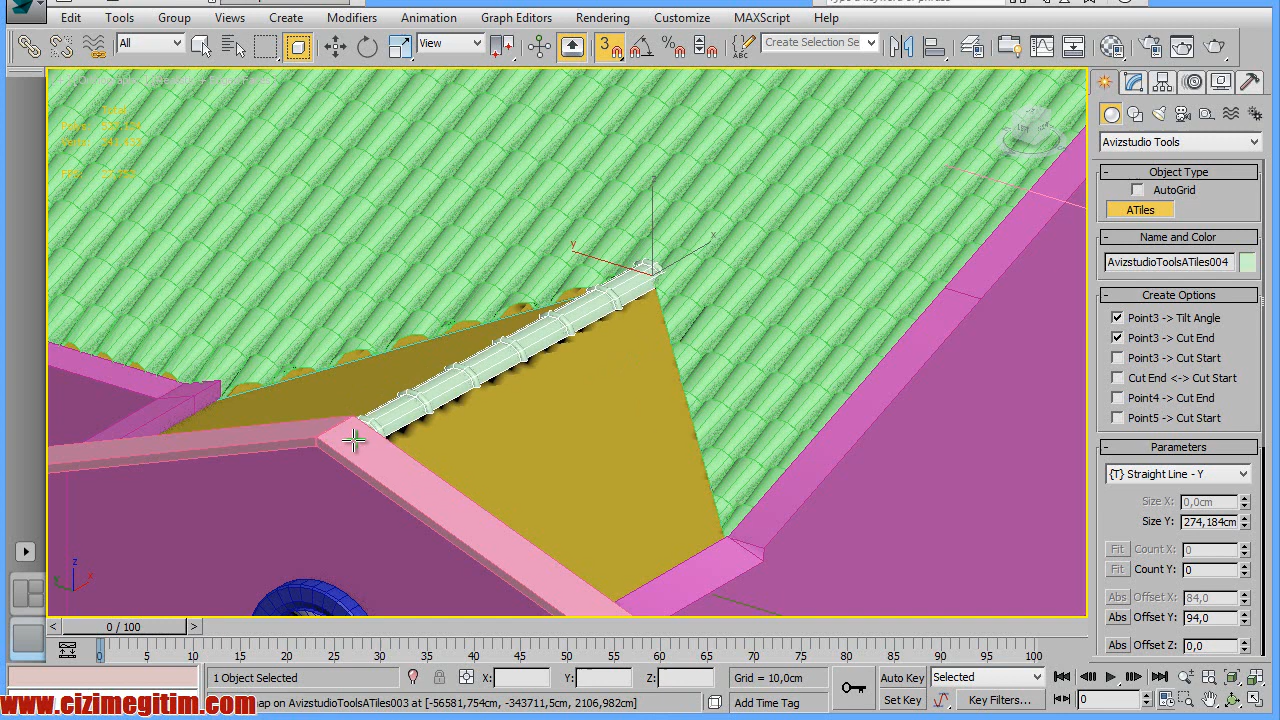 Edit Tools Group Views Create Modifiers Animation Graph Editors Rendering Customize MAXScript Help
All View 3 ABC Create Selection Se
Avizstudio Tools
- Object Type
AutoGrid
ATiles
- Name and Color
AvizstudioToolsATiles004
- Create Options
Point3 -> Tilt Angle
Point3 -> Cut End
Point3 -> Cut Start
Cut End <-> Cut Start
Point4 -> Cut End
Point5 -> Cut Start
- Parameters
{T} Straight Line - Y
Size X: 0,0cm
Size Y: 274,184cm
Fit Count X: 0
Fit Count Y: 0
Abs Offset X: 84,0
Abs Offset Y: 94,0
Abs Offset Z: 0,0
z
y x
z
x
< 0 / 100 >
0 5 10 15 20 25 30 35 40 45 50 55 60 65 70 75 80 85 90 95 100
1 Object Selected X: Y: Z: Grid = 10,0cm Auto Key Selected
on AvizstudioToolsATiles003 at [-35581,754cm, -343711,5cm, 2106,982cm] Add Time Tag Set Key Key Filters... 0
www.cizimegitim.com